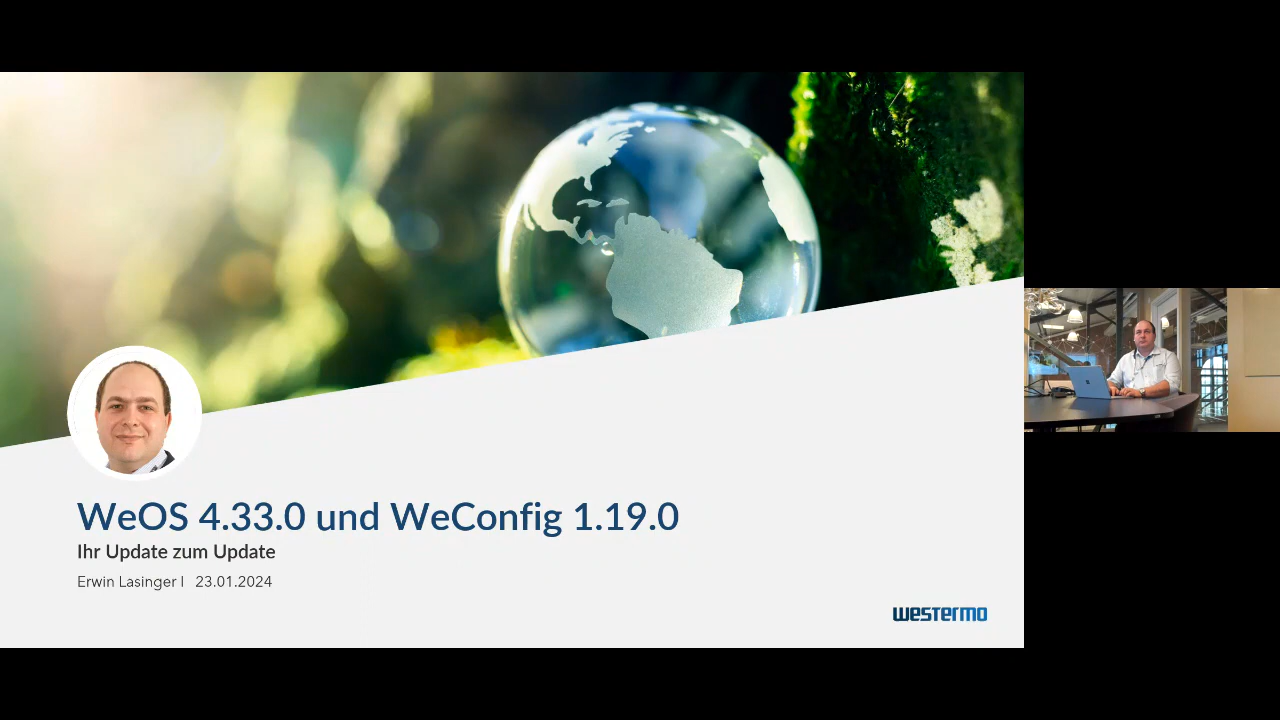 WeOS 4.33.0 und WeConfig 1.19.0
Ihr Update zum Update
Erwin Lasinger I 23.01.2024
westermo